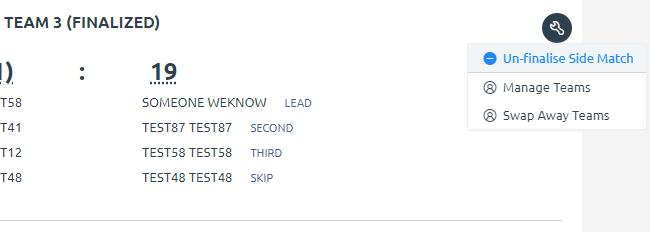 TEAM 3 (FINALIZED)
Un-finalise Side Match
Manage Teams
Swap Away Teams
) : 19
T58 SOMEONE WEKNOW LEAD
T41 TEST87 TEST87 SECOND
T12 TEST58 TEST58 THIRD
T48 TEST48 TEST48 SKIP